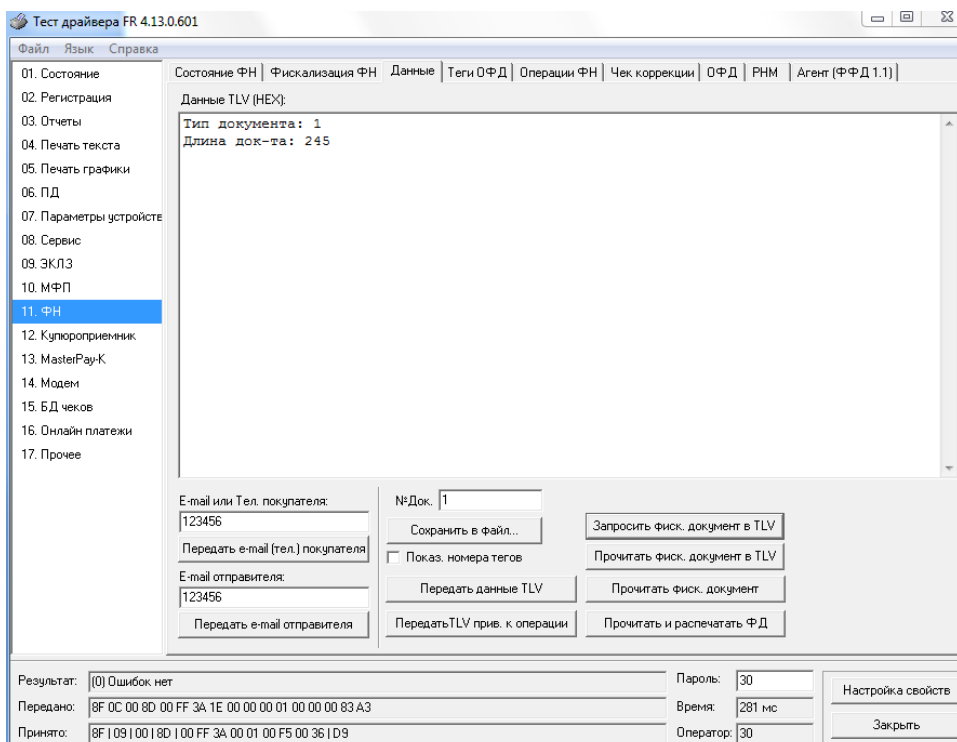 Тест драйвера FR 4.13.0.601
Файл Язык Справка
01. Состояние
02. Регистрация
03. Отчеты
04. Печать текста
05. Печать графики
06. ПД
07. Параметры устройств
08. Сервис
09. ЭКЛЗ
10. МФП
11. ФН
12. Купюроприемник
13. MasterPay-K
14. Модем
15. БД чеков
16. Онлайн платежи
17. Прочее
Состояние ФН Фискализация ФН Данные Теги ОФД Операции ФН Чек коррекции ОФД РНМ Агент (ФФД 1.1)
Данные TLV (HEX):
Тип документа: 1
Длина док-та: 245
E-mail или Тел. покупателя:
123456
Передать e-mail (тел.) покупателя
E-mail отправителя:
123456
Передать e-mail отправителя
№Док. 1
Сохранить в файл...
Показ. номера тегов
Передать данные TLV
ПередатьTLV прив. к операции
Запросить фиск. документ в TLV
Прочитать фиск. документ в TLV
Прочитать фиск. документ
Прочитать и распечатать ФД
Результат: (0) Ошибок нет
Передано: 8F 0C 00 8D 00 FF 3A 1E 00 00 00 01 00 00 00 83 A3
Принято: 8F | 09 | 00 | 8D | 00 FF 3A 00 01 00 F5 00 36 | D9
Пароль: 30
Время: 281 мс
Оператор: 30
Настройка свойств
Закрыть